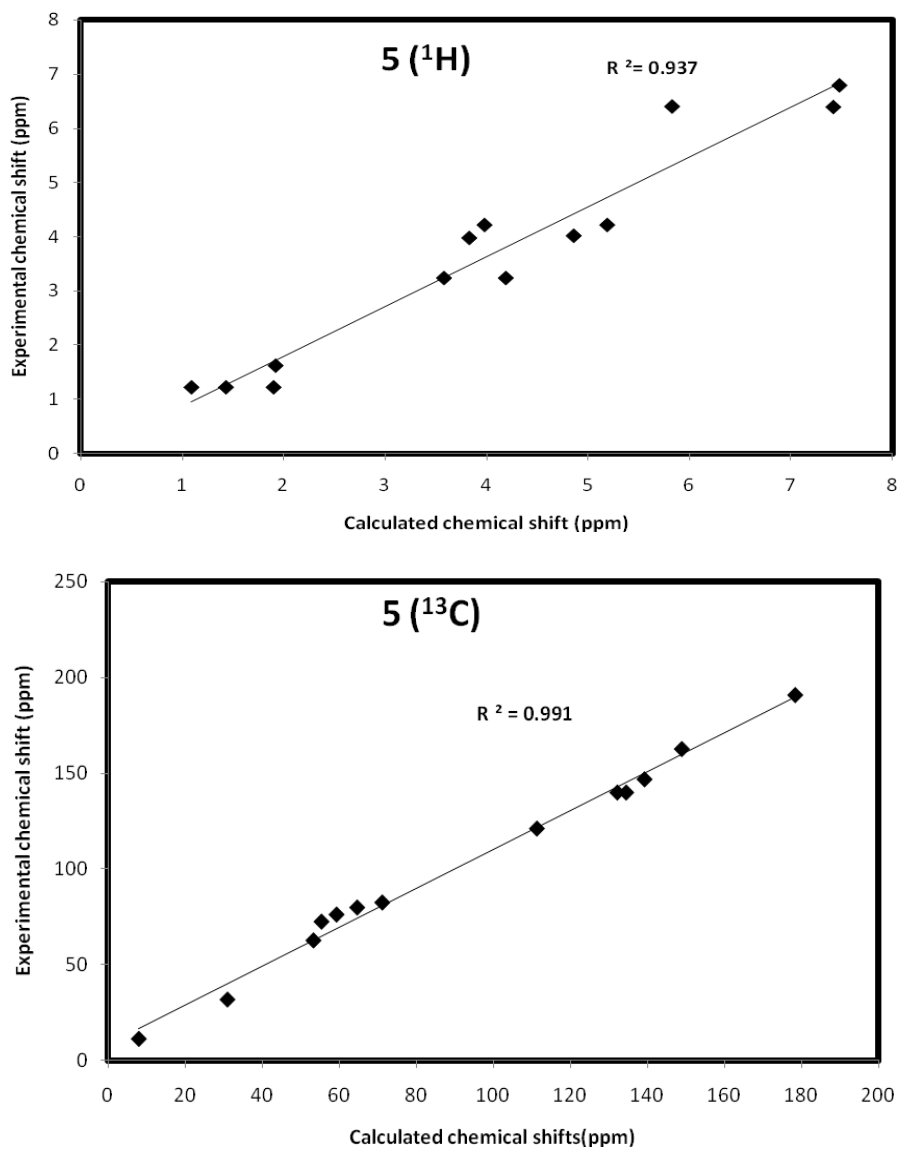 5 (¹H)
R ²= 0.937
Experimental chemical shift (ppm)
8
7
6
5
4
3
2
1
0
0 1 2 3 4 5 6 7 8
Calculated chemical shift (ppm)
5 (¹³C)
R ² = 0.991
Experimental chemical shift (ppm)
250
200
150
100
50
0
0 20 40 60 80 100 120 140 160 180 200
Calculated chemical shifts(ppm)